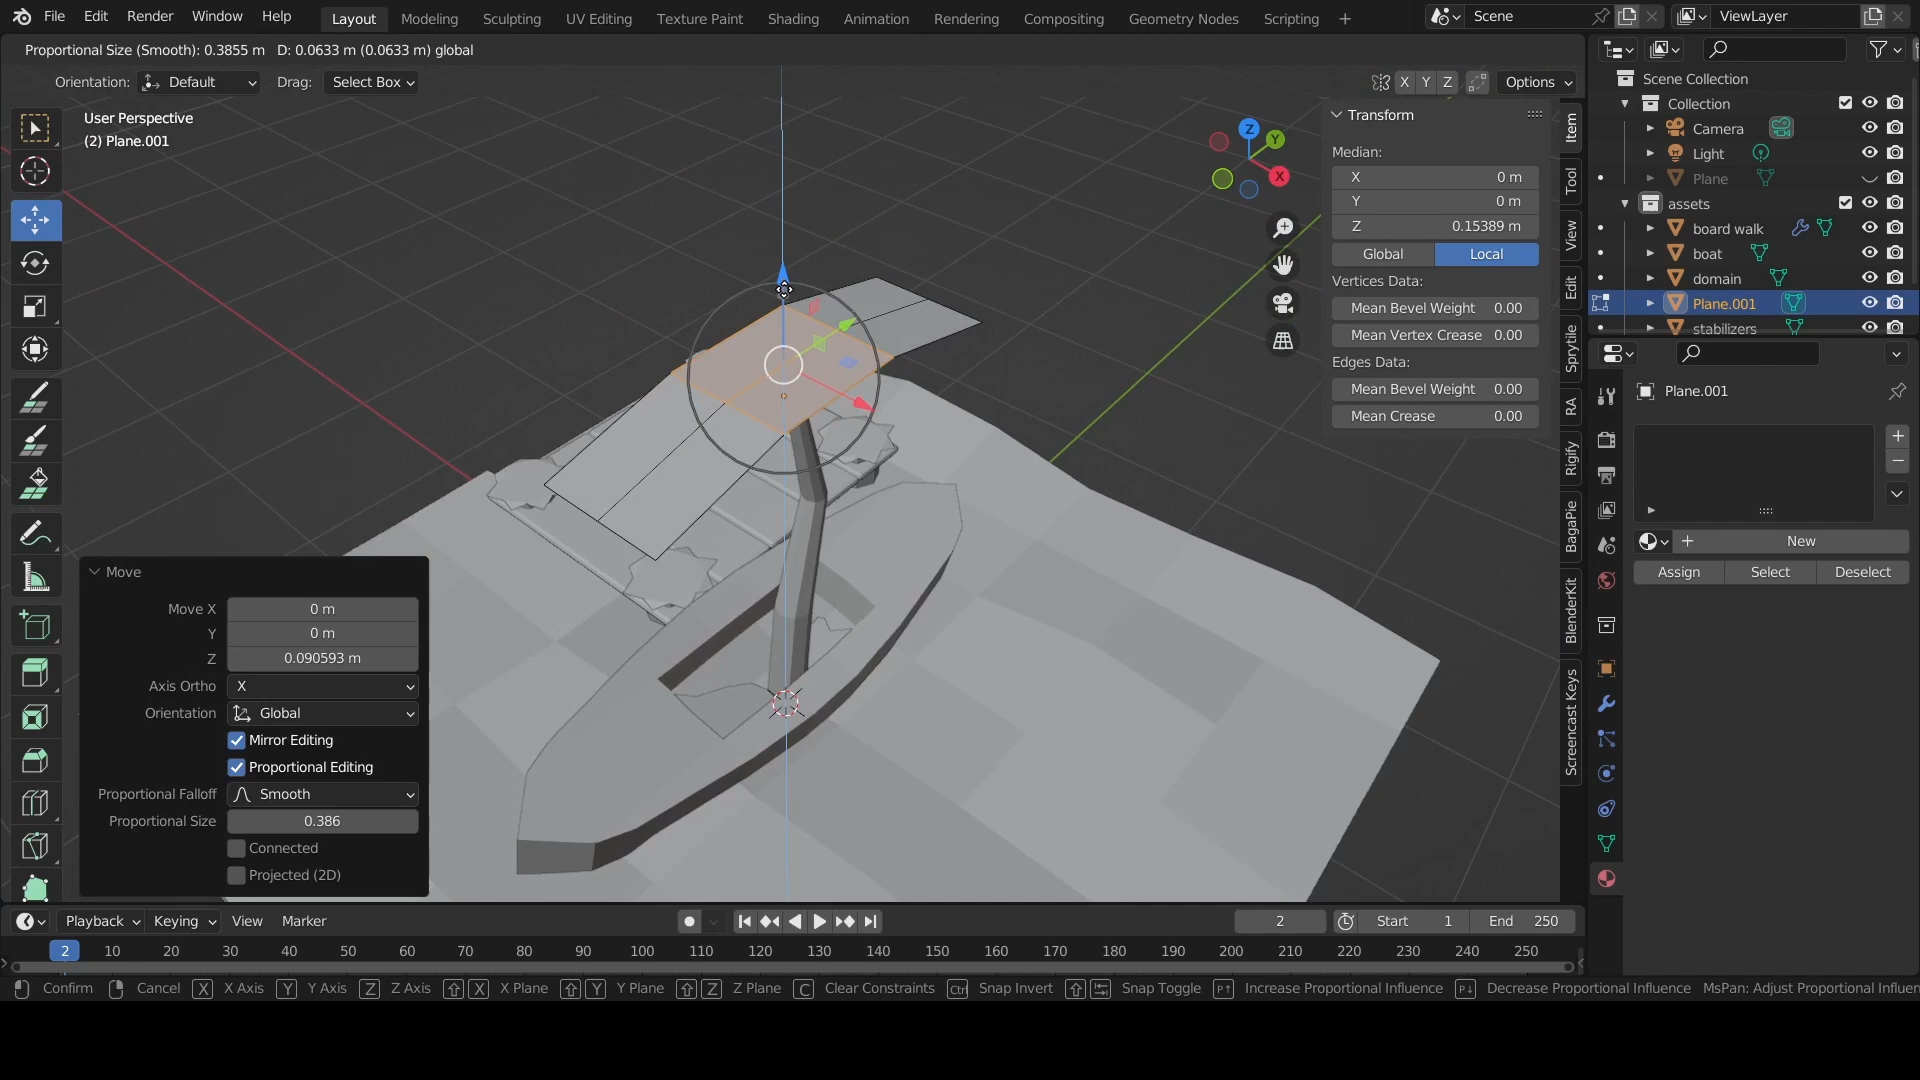 File Edit Render Window Help Layout Modeling Sculpting UV Editing Texture Paint Shading Animation Rendering Compositing Geometry Nodes Scripting + Scene ViewLayer
Proportional Size (Smooth): 0.3855 m D: 0.0633 m (0.0633 m) global
Orientation: Default Drag: Select Box X Y Z Options
User Perspective
(2) Plane.001
Z
Y
X
Transform
Median:
X 0 m
Y 0 m
Z 0.15389 m
Global Local
Vertices Data:
Mean Bevel Weight 0.00
Mean Vertex Crease 0.00
Edges Data:
Mean Bevel Weight 0.00
Mean Crease 0.00
Item
Tool
View
Edit
Sprytile
RA
Rigify
BagaPie
BlenderKit
Screencast Keys
Scene Collection
Collection
Camera
Light
Plane
assets
board walk
boat
domain
Plane.001
stabilizers
Plane.001
New
Assign Select Deselect
Move
Move X 0 m
Y 0 m
Z 0.090593 m
Axis Ortho X
Orientation Global
Mirror Editing
Proportional Editing
Proportional Falloff Smooth
Proportional Size 0.386
Connected
Projected (2D)
Playback Keying View Marker 2 Start 1 End 250
2 10 20 30 40 50 60 70 80 90 100 110 120 130 140 150 160 170 180 190 200 210 220 230 240 250
Confirm Cancel X X Axis Y Y Axis Z Z Axis X X Plane Y Y Plane Z Z Plane C Clear Constraints Ctrl Snap Invert Snap Toggle Increase Proportional Influence Decrease Proportional Influence MsPan: Adjust Proportional Influen